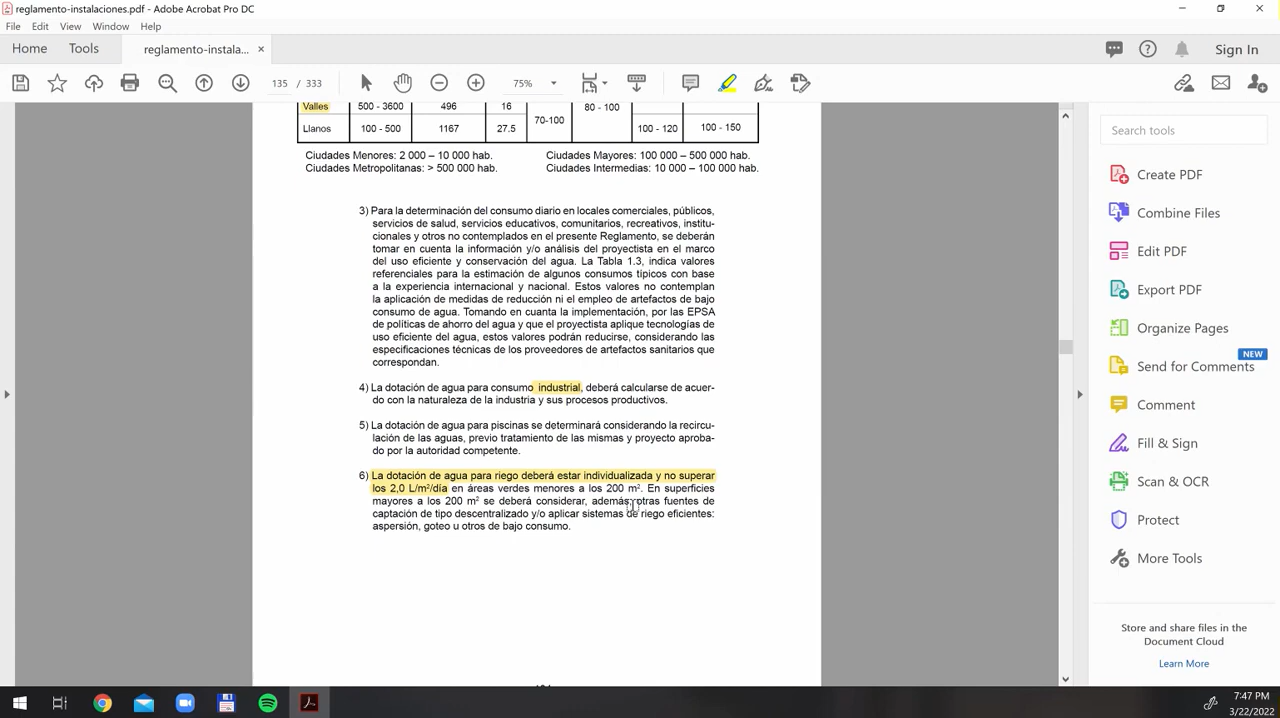 reglamento-instalaciones.pdf - Adobe Acrobat Pro DC
File Edit View Window Help
Home Tools reglamento-instala... × Sign In
135 / 333 75%
Valles 500 - 3600 496 16 80 - 100
70-100
Llanos 100 - 500 1167 27.5 100 - 120 100 - 150
Ciudades Menores: 2 000 – 10 000 hab. Ciudades Mayores: 100 000 – 500 000 hab.
Ciudades Metropolitanas: > 500 000 hab. Ciudades Intermedias: 10 000 – 100 000 hab.
3) Para la determinación del consumo diario en locales comerciales, públicos,
servicios de salud, servicios educativos, comunitarios, recreativos, institu-
cionales y otros no contemplados en el presente Reglamento, se deberán
tomar en cuenta la información y/o análisis del proyectista en el marco
del uso eficiente y conservación del agua. La Tabla 1.3, indica valores
referenciales para la estimación de algunos consumos típicos con base
a la experiencia internacional y nacional. Estos valores no contemplan
la aplicación de medidas de reducción ni el empleo de artefactos de bajo
consumo de agua. Tomando en cuanta la implementación, por las EPSA
de políticas de ahorro del agua y que el proyectista aplique tecnologías de
uso eficiente del agua, estos valores podrán reducirse, considerando las
especificaciones técnicas de los proveedores de artefactos sanitarios que
correspondan.
4) La dotación de agua para consumo industrial, deberá calcularse de acuer-
do con la naturaleza de la industria y sus procesos productivos.
5) La dotación de agua para piscinas se determinará considerando la recircu-
lación de las aguas, previo tratamiento de las mismas y proyecto aproba-
do por la autoridad competente.
6) La dotación de agua para riego deberá estar individualizada y no superar
los 2,0 L/m²/día en áreas verdes menores a los 200 m². En superficies
mayores a los 200 m² se deberá considerar, además, otras fuentes de
captación de tipo descentralizado y/o aplicar sistemas de riego eficientes:
aspersión, goteo u otros de bajo consumo.
Search tools
Create PDF
Combine Files
Edit PDF
Export PDF
Organize Pages
NEW
Send for Comments
Comment
Fill & Sign
Scan & OCR
Protect
More Tools
Store and share files in the
Document Cloud
Learn More
7:47 PM
3/22/2022